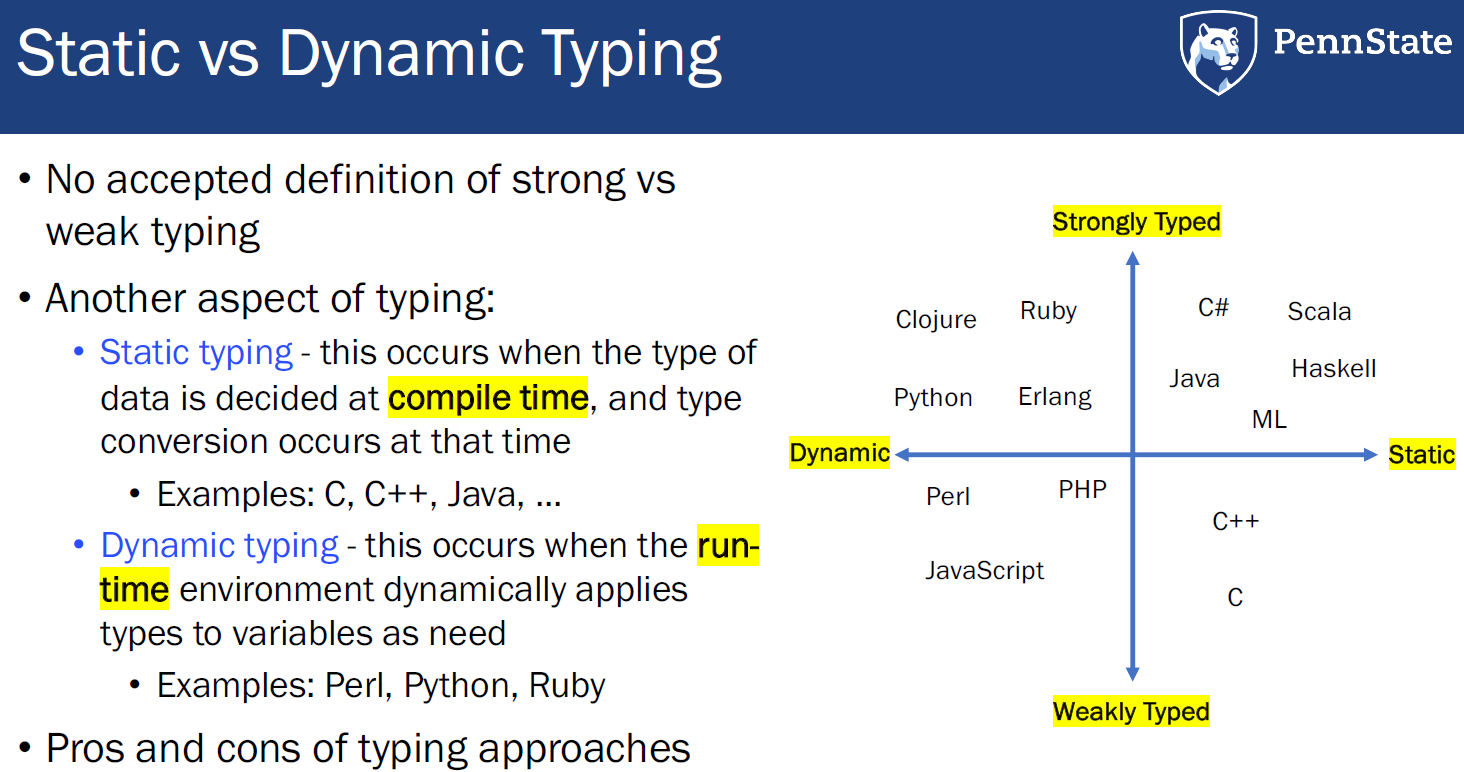 Static vs Dynamic Typing
PennState
• No accepted definition of strong vs
weak typing
• Another aspect of typing:
• Static typing - this occurs when the type of
data is decided at compile time, and type
conversion occurs at that time
• Examples: C, C++, Java, ...
• Dynamic typing - this occurs when the run-
time environment dynamically applies
types to variables as need
• Examples: Perl, Python, Ruby
• Pros and cons of typing approaches
Strongly Typed
Clojure Ruby C# Scala
Java Haskell
Python Erlang
ML
Dynamic Static
Perl PHP
C++
JavaScript
C
Weakly Typed